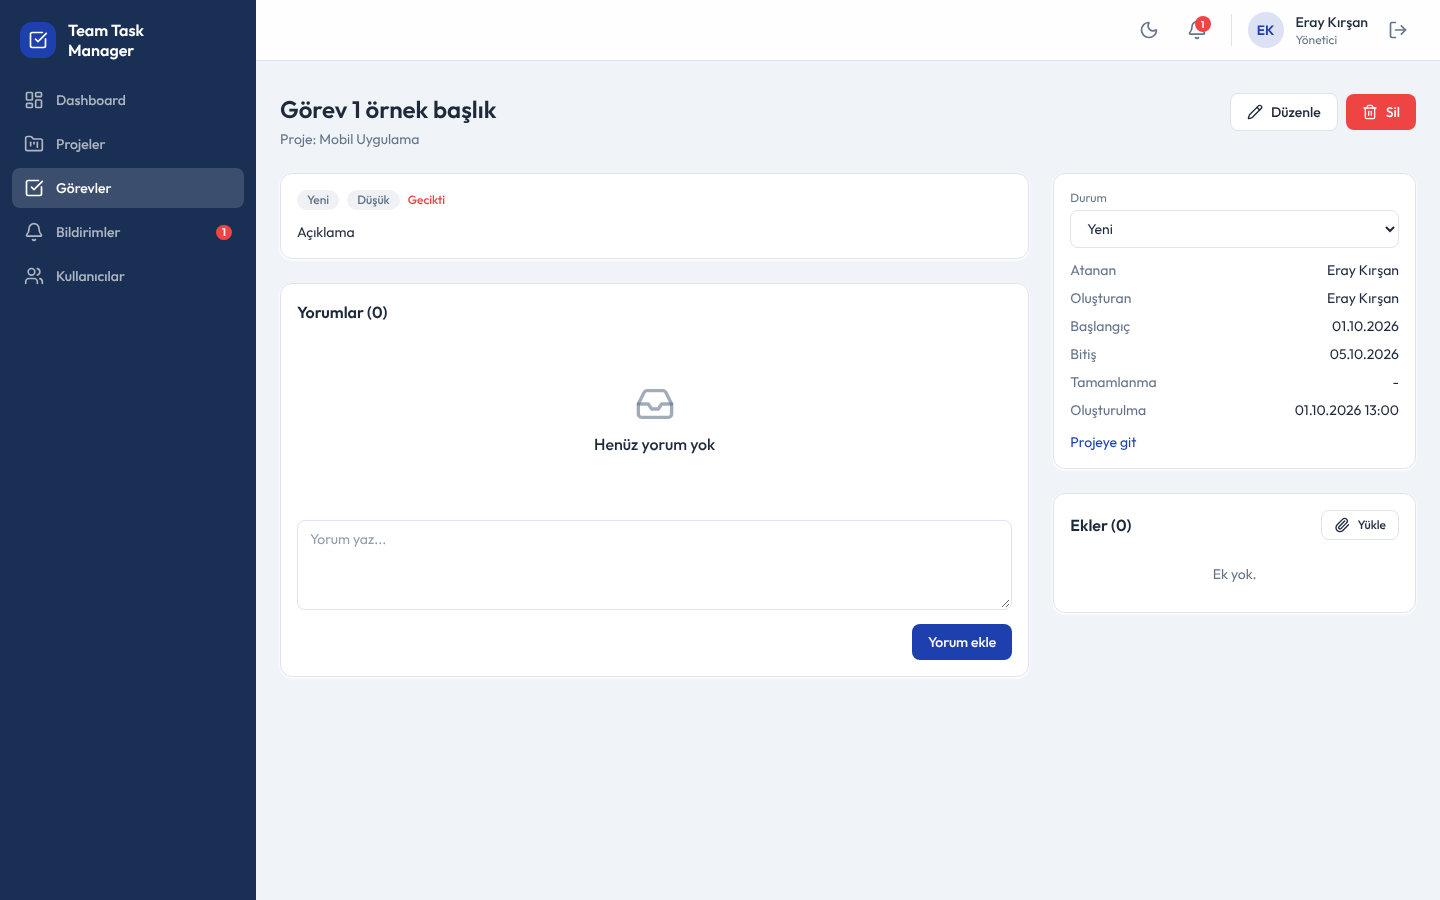 Team Task
Manager
Dashboard
Projeler
Görevler
Bildirimler 1
Kullanıcılar
1
EK
Eray Kırşan
Yönetici
Görev 1 örnek başlık
Proje: Mobil Uygulama
Düzenle
Sil
Yeni Düşük Gecikti
Açıklama
Yorumlar (0)
Henüz yorum yok
Yorum yaz...
Yorum ekle
Durum
Yeni
Atanan Eray Kırşan
Oluşturan Eray Kırşan
Başlangıç 01.10.2026
Bitiş 05.10.2026
Tamamlanma -
Oluşturulma 01.10.2026 13:00
Projeye git
Ekler (0)
Yükle
Ek yok.